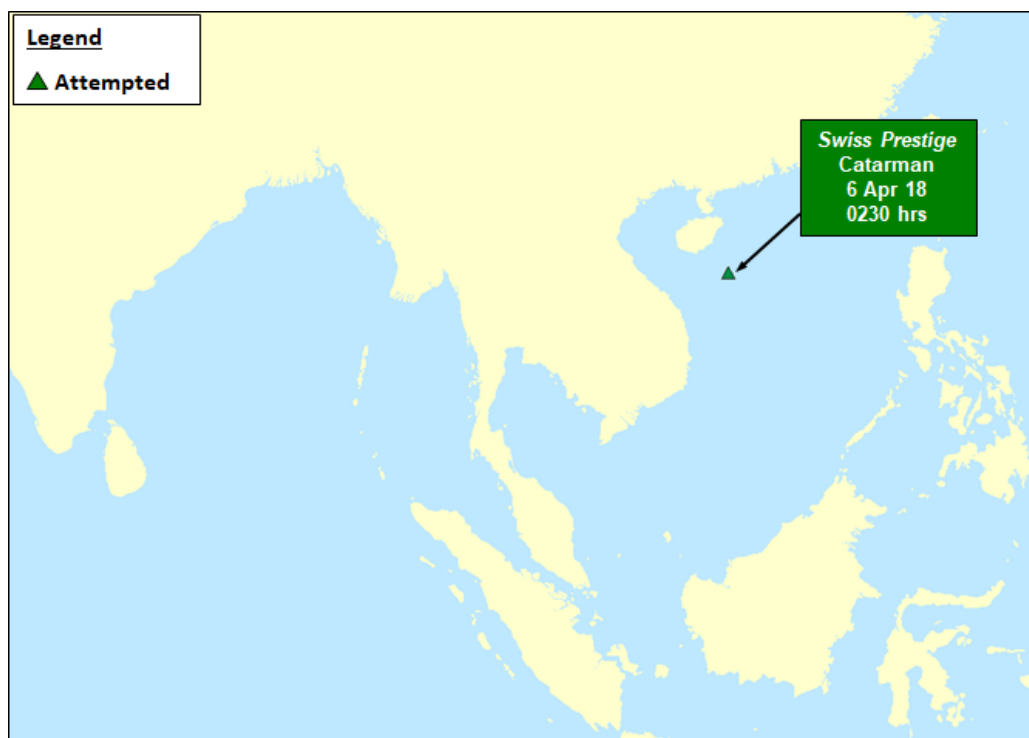 Legend
Attempted
Swiss Prestige
Catarman
6 Apr 18
0230 hrs